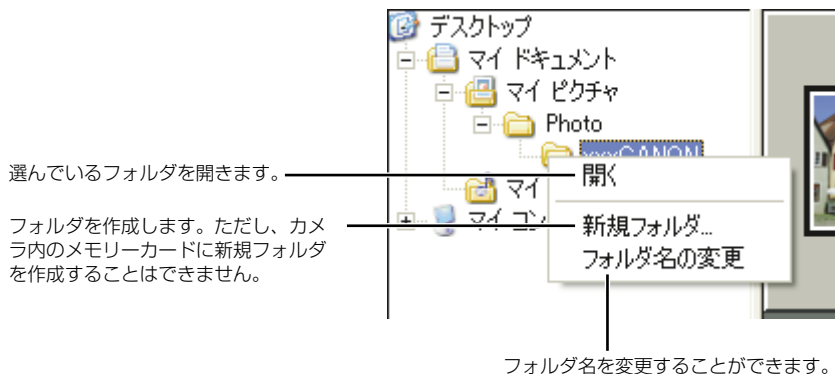 デスクトップ
マイ ドキュメント
マイ ピクチャ
Photo
xxxCANON
マイ
マイ コン
開く
新規フォルダ...
フォルダ名の変更
選んでいるフォルダを開きます。
フォルダを作成します。ただし、カメ
ラ内のメモリーカードに新規フォルダ
を作成することはできません。
フォルダ名を変更することができます。